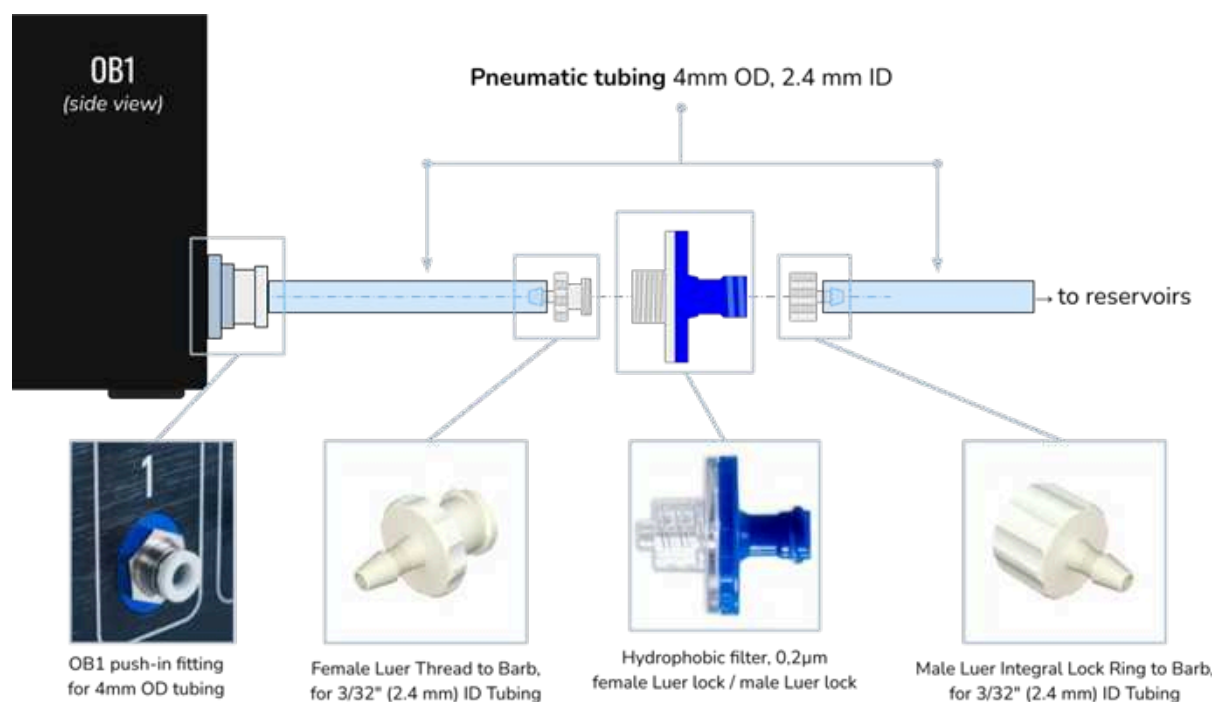 OB1
(side view)
Pneumatic tubing 4mm OD, 2.4 mm ID
→ to reservoirs
1
OB1 push-in fitting
for 4mm OD tubing
Female Luer Thread to Barb,
for 3/32" (2.4 mm) ID Tubing
Hydrophobic filter, 0,2µm
female Luer lock / male Luer lock
Male Luer Integral Lock Ring to Barb,
for 3/32" (2.4 mm) ID Tubing